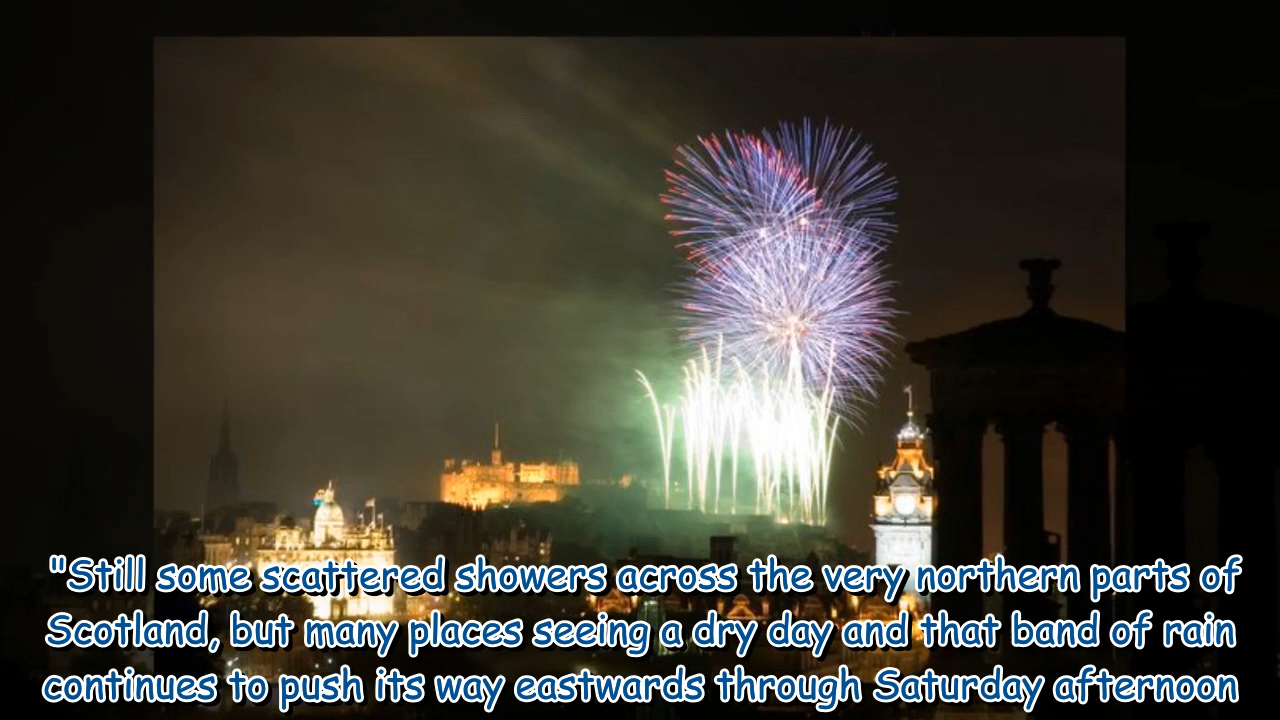 "Still some scattered showers across the very northern parts of
Scotland, but many places seeing a dry day and that band of rain
continues to push its way eastwards through Saturday afternoon